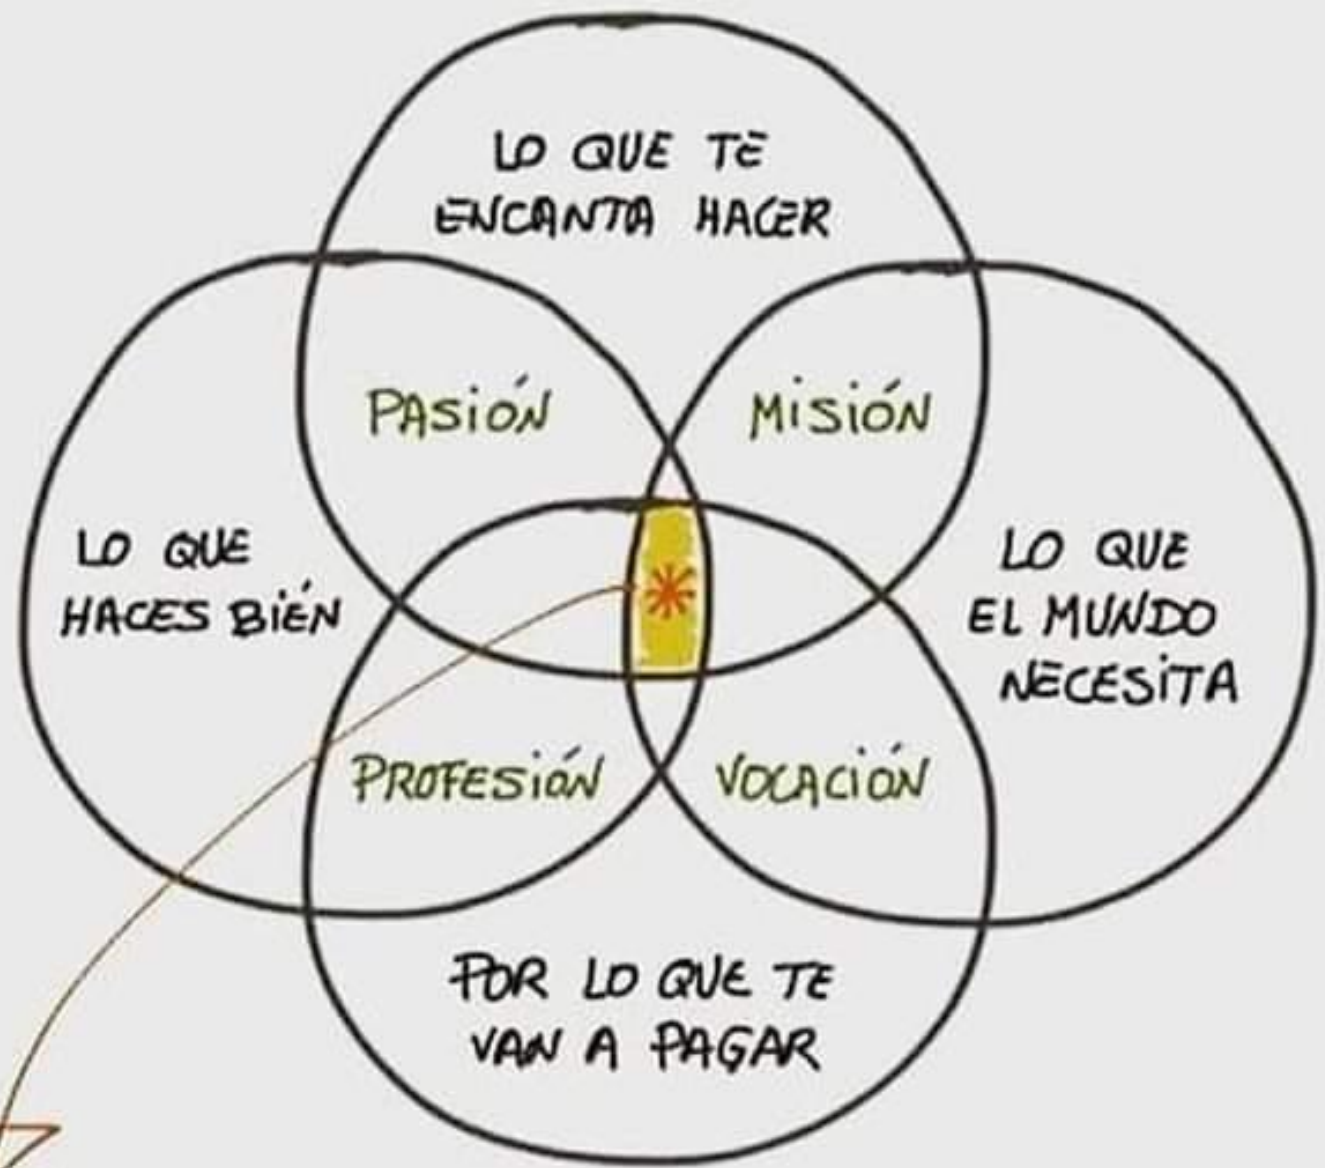 LO QUE TE
ENCANTA HACER
PASIÓN
MISIÓN
LO QUE
HACES BIÉN
LO QUE
EL MUNDO
NECESITA
PROFESIÓN
VOCACIÓN
POR LO QUE TE
VAN A PAGAR